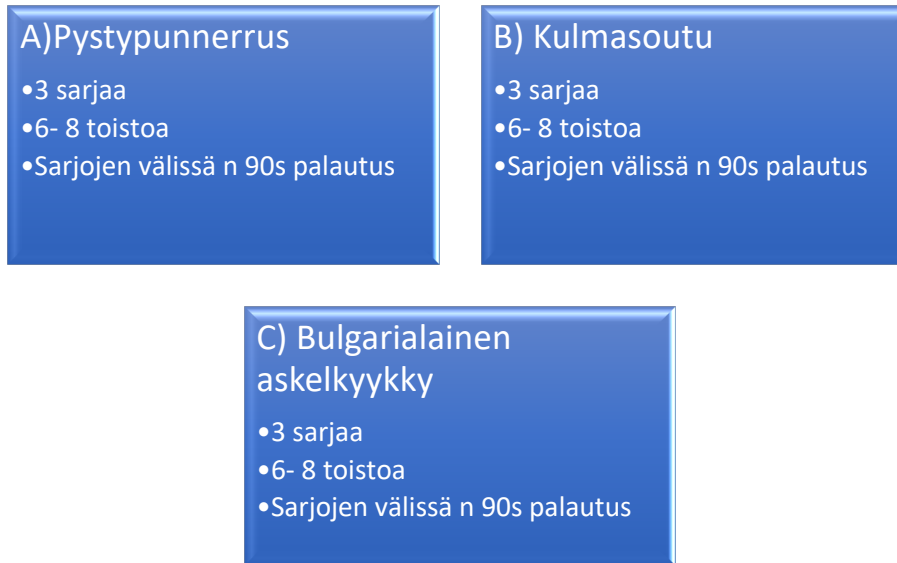 A)Pystypunnerrus
•3 sarjaa
•6- 8 toistoa
•Sarjojen välissä n 90s palautus
B) Kulmasoutu
•3 sarjaa
•6- 8 toistoa
•Sarjojen välissä n 90s palautus
C) Bulgarialainen
askelkyykky
•3 sarjaa
•6- 8 toistoa
•Sarjojen välissä n 90s palautus